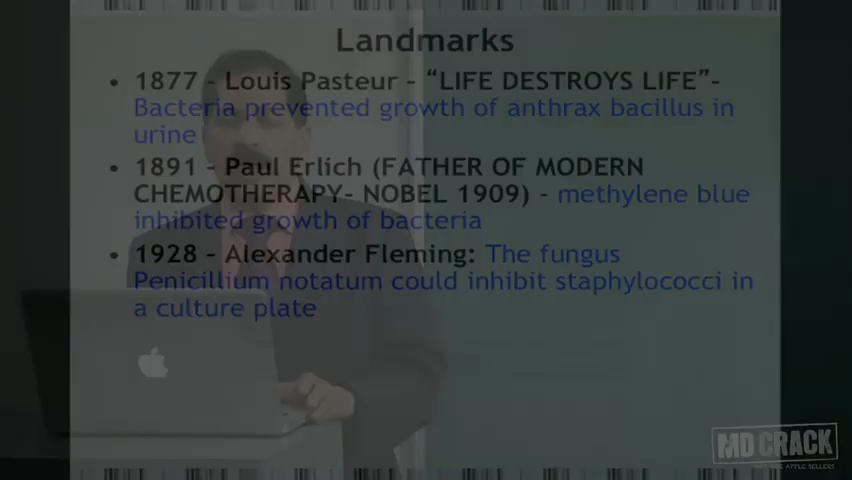 Landmarks
• 1877 – Louis Pasteur – “LIFE DESTROYS LIFE”–
Bacteria prevented growth of anthrax bacillus in
urine
• 1891 – Paul Erlich (FATHER OF MODERN
CHEMOTHERAPY– NOBEL 1909) – methylene blue
inhibited growth of bacteria
• 1928 – Alexander Fleming: The fungus
Penicillium notatum could inhibit staphylococci in
a culture plate
MD CRACK
APPLE SELLERS